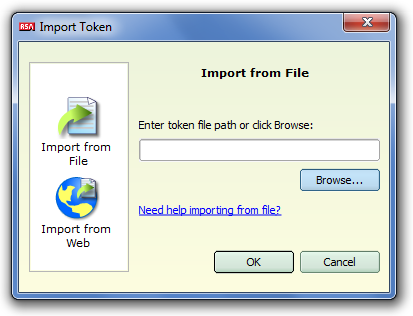 RSA Import Token
Import from File
Import from
File
Import from
Web
Enter token file path or click Browse:
Browse...
Need help importing from file?
OK
Cancel